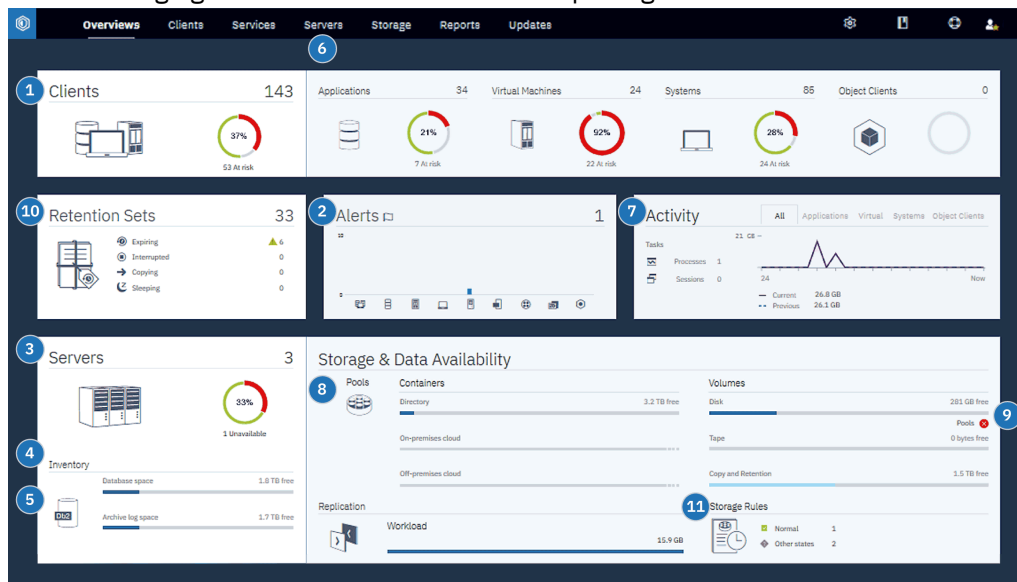 Overviews Clients Services Servers Storage Reports Updates
6
1 Clients 143
37%
53 At risk
Applications 34
21%
7 At risk
Virtual Machines 24
92%
22 At risk
Systems 85
28%
24 At risk
Object Clients 0
10 Retention Sets 33
Expiring 6
Interrupted 0
Copying 0
Sleeping 0
2 Alerts 1
10
0
7 Activity
All Applications Virtual Systems Object Clients
Tasks
Processes 1
Sessions 0
21 GB
24 Now
Current 26.8 GB
Previous 26.1 GB
3 Servers 3
33%
1 Unavailable
4
Inventory
Database space 1.8 TB free
5
Db2
Archive log space 1.7 TB free
Storage & Data Availability
8 Pools
Containers
Directory 3.2 TB free
On-premises cloud
Off-premises cloud
Volumes
Disk 281 GB free
Pools
9
Tape 0 bytes free
Copy and Retention 1.5 TB free
Replication
Workload
15.9 GB
11 Storage Rules
Normal 1
Other states 2